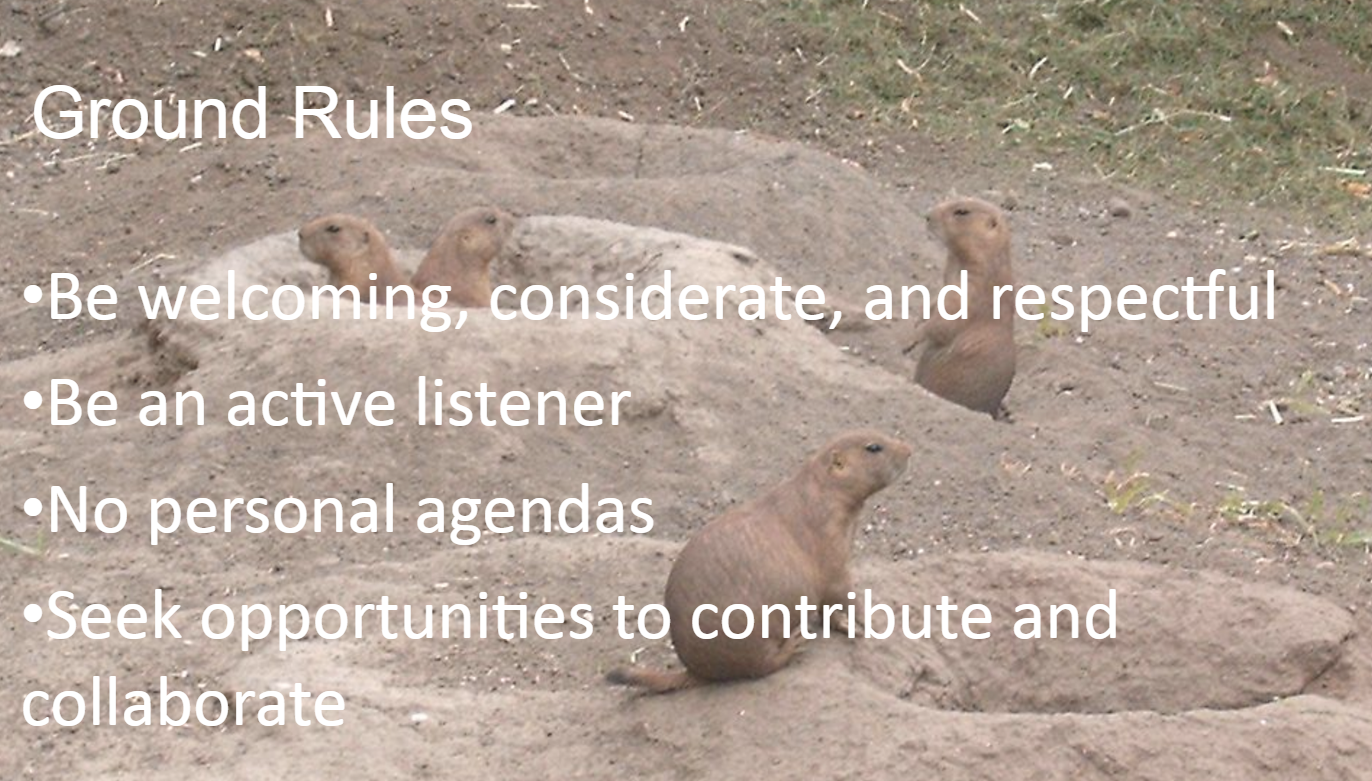 Ground Rules
•Be welcoming, considerate, and respectful
•Be an active listener
•No personal agendas
•Seek opportunities to contribute and
collaborate